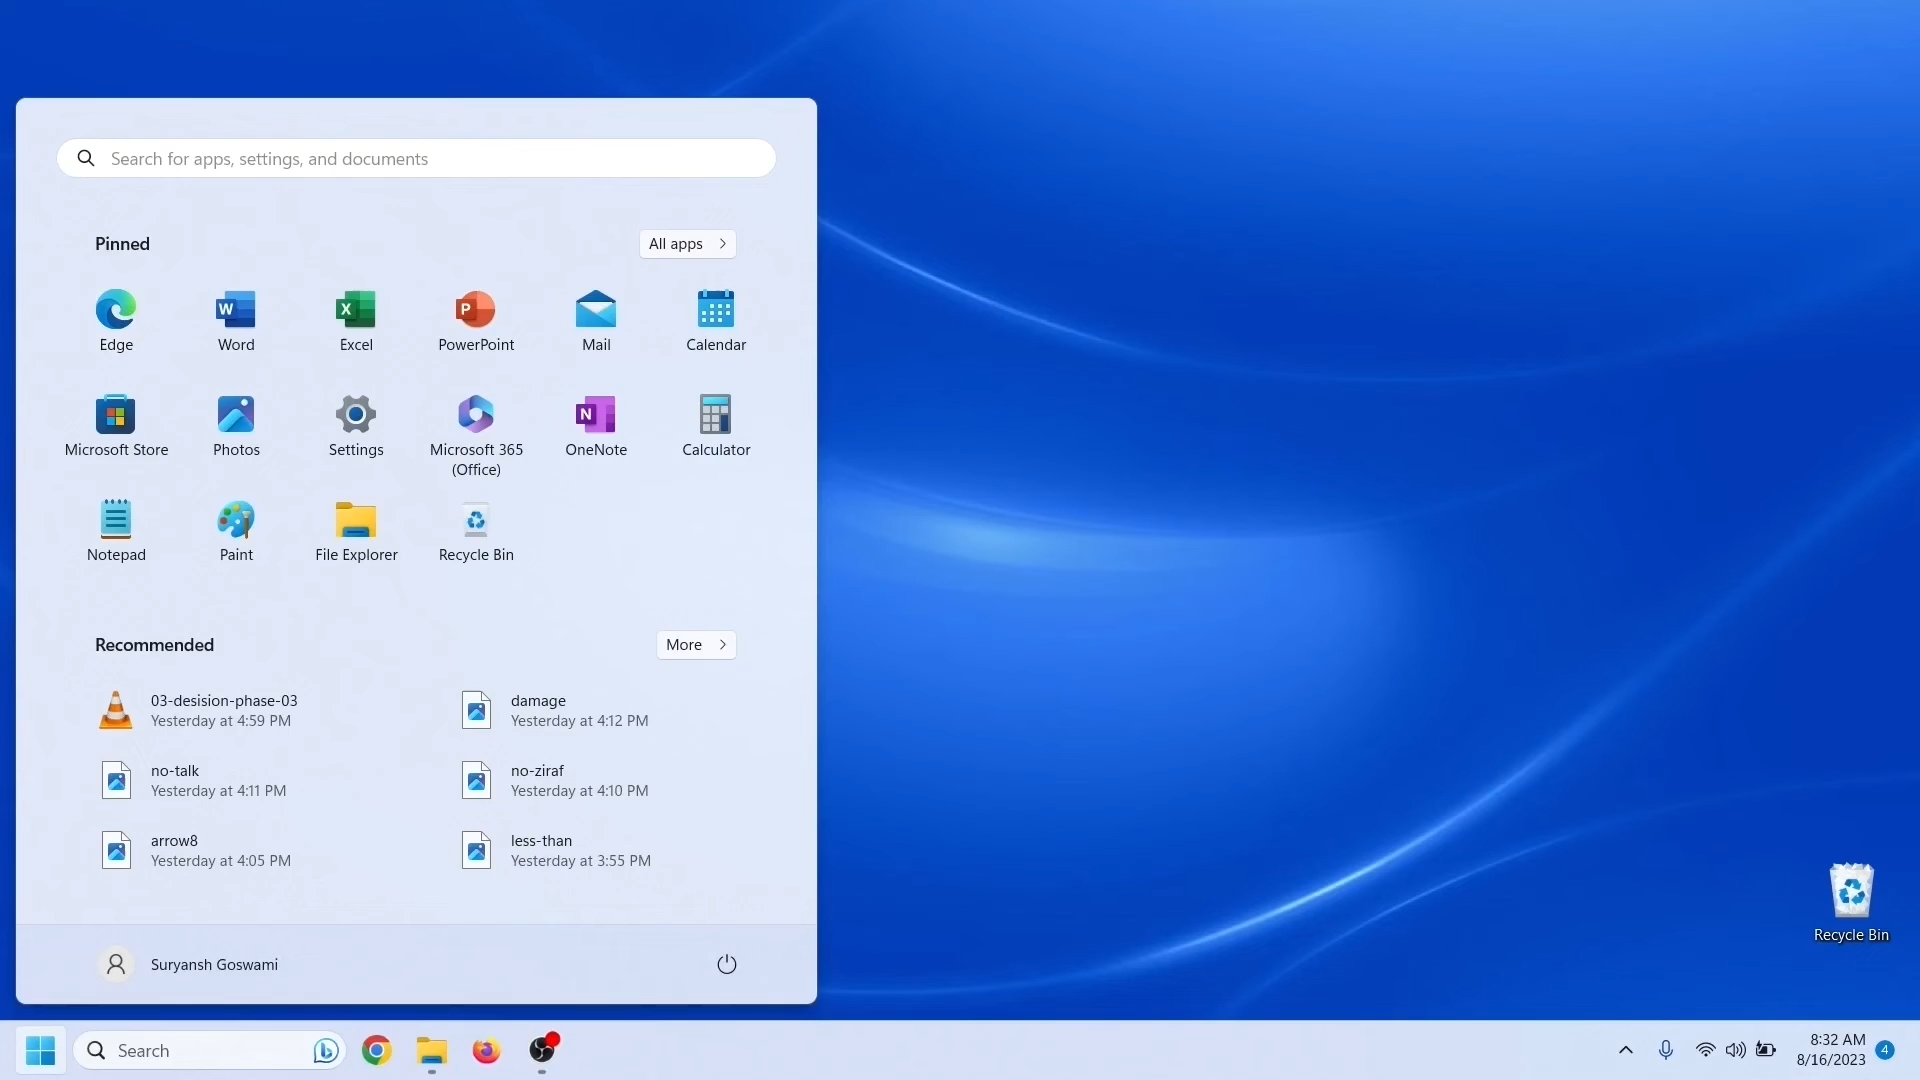 Search for apps, settings, and documents
Pinned
All apps
Edge
Word
Excel
PowerPoint
Mail
Calendar
Microsoft Store
Photos
Settings
Microsoft 365
(Office)
OneNote
Calculator
Notepad
Paint
File Explorer
Recycle Bin
Recommended
More
03-desision-phase-03
Yesterday at 4:59 PM
damage
Yesterday at 4:12 PM
no-talk
Yesterday at 4:11 PM
no-ziraf
Yesterday at 4:10 PM
arrow8
Yesterday at 4:05 PM
less-than
Yesterday at 3:55 PM
Suryansh Goswami
Recycle Bin
Search
8:32 AM
8/16/2023
4